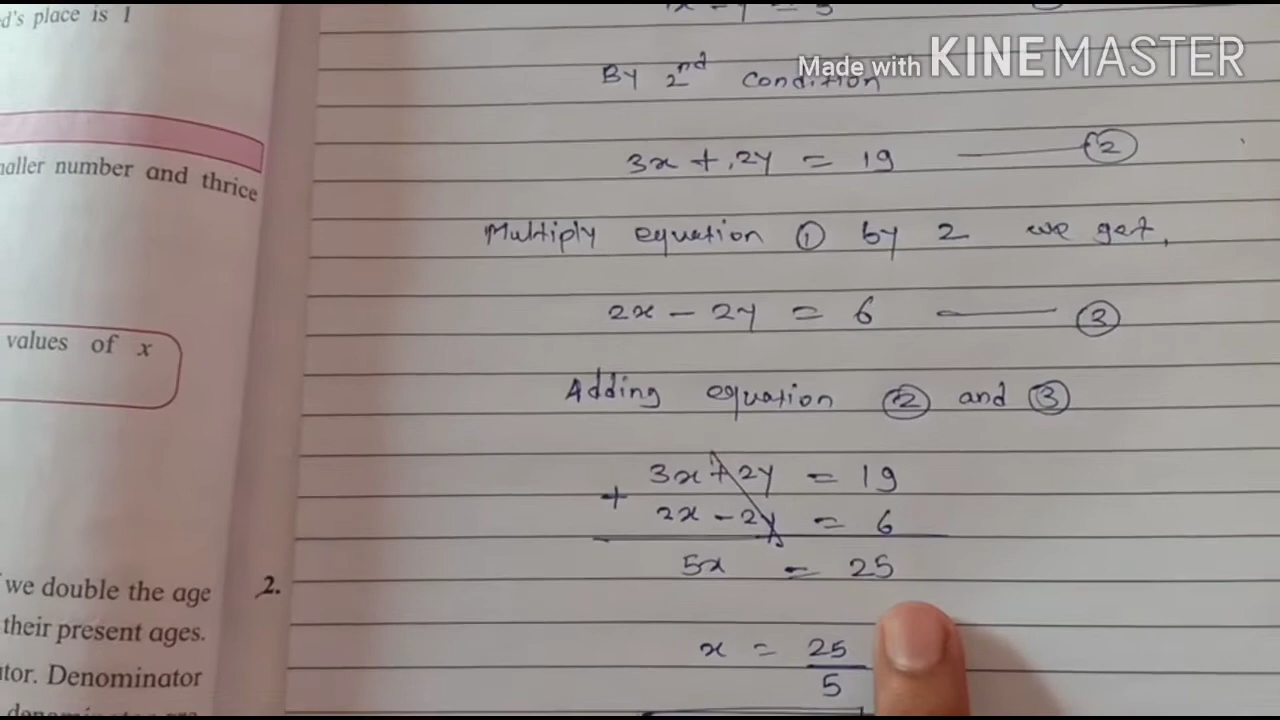 d's place is 1
Made with KINEMASTER
By 2nd condition
3x + 2y = 19 ——— (2)
maller number and thrice
Multiply equation (1) by 2 we get,
2x - 2y = 6 ——— (3)
values of x
Adding equation (2) and (3)
3x + 2y = 19
+ 2x - 2y = 6
5x = 25
we double the age 2.
their present ages.
x = 25/5
tor. Denominator